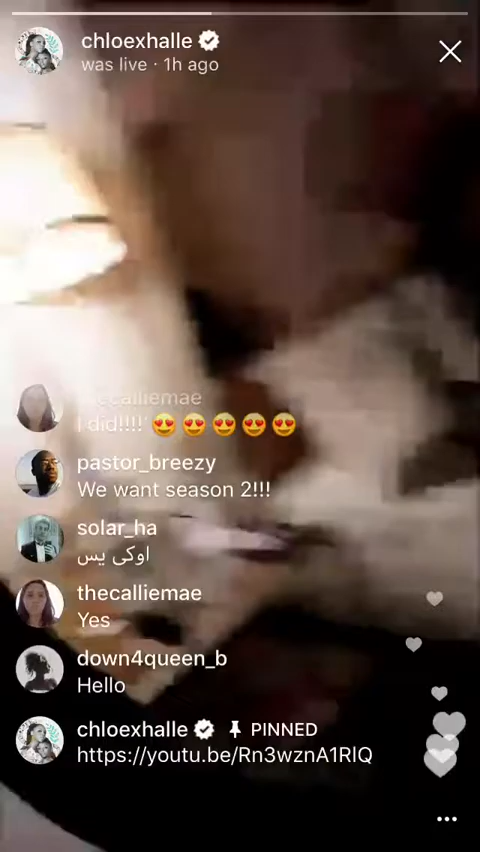 chloexhalle
was live · 1h ago
thecalliemae
I did!!!! 😍 😍 😍 😍 😍
pastor_breezy
We want season 2!!!
solar_ha
اوکی یس
thecalliemae
Yes
down4queen_b
Hello
chloexhalle PINNED
https://youtu.be/Rn3wznA1RlQ